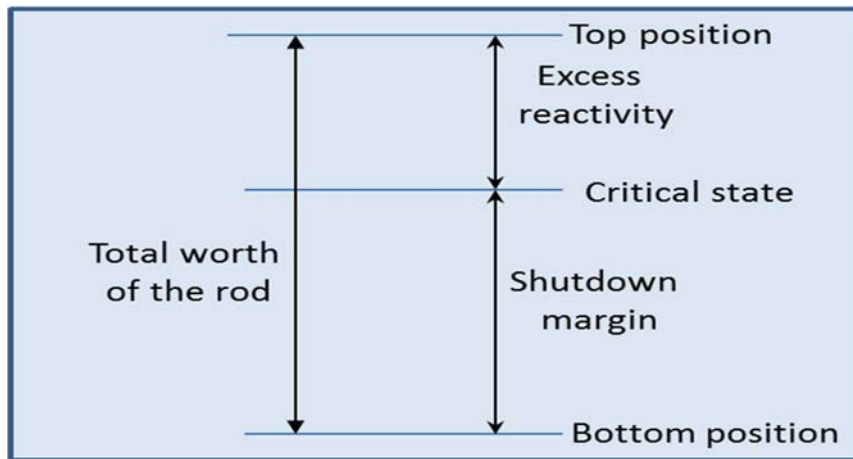 Top position
Excess
reactivity
Critical state
Total worth
of the rod
Shutdown
margin
Bottom position